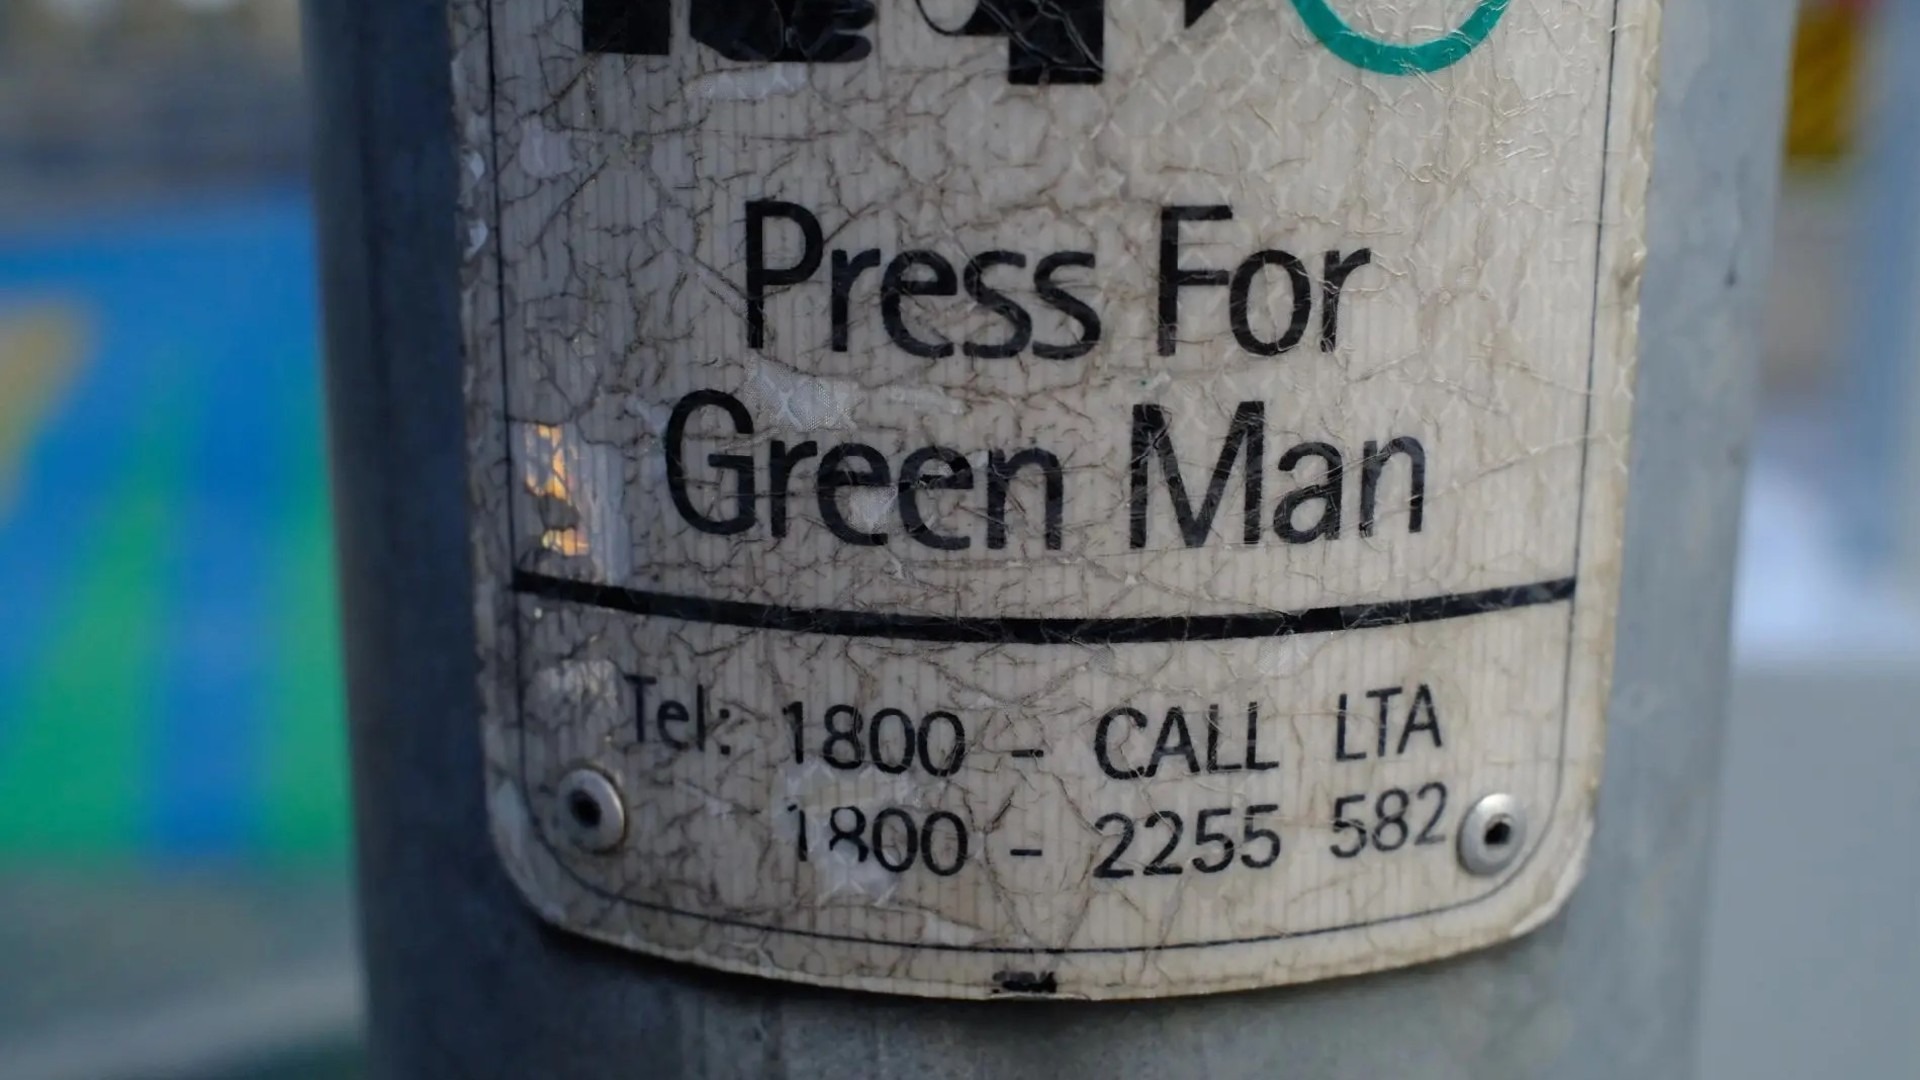 Press For
Green Man
Tel: 1800 - CALL LTA
1800 - 2255 582